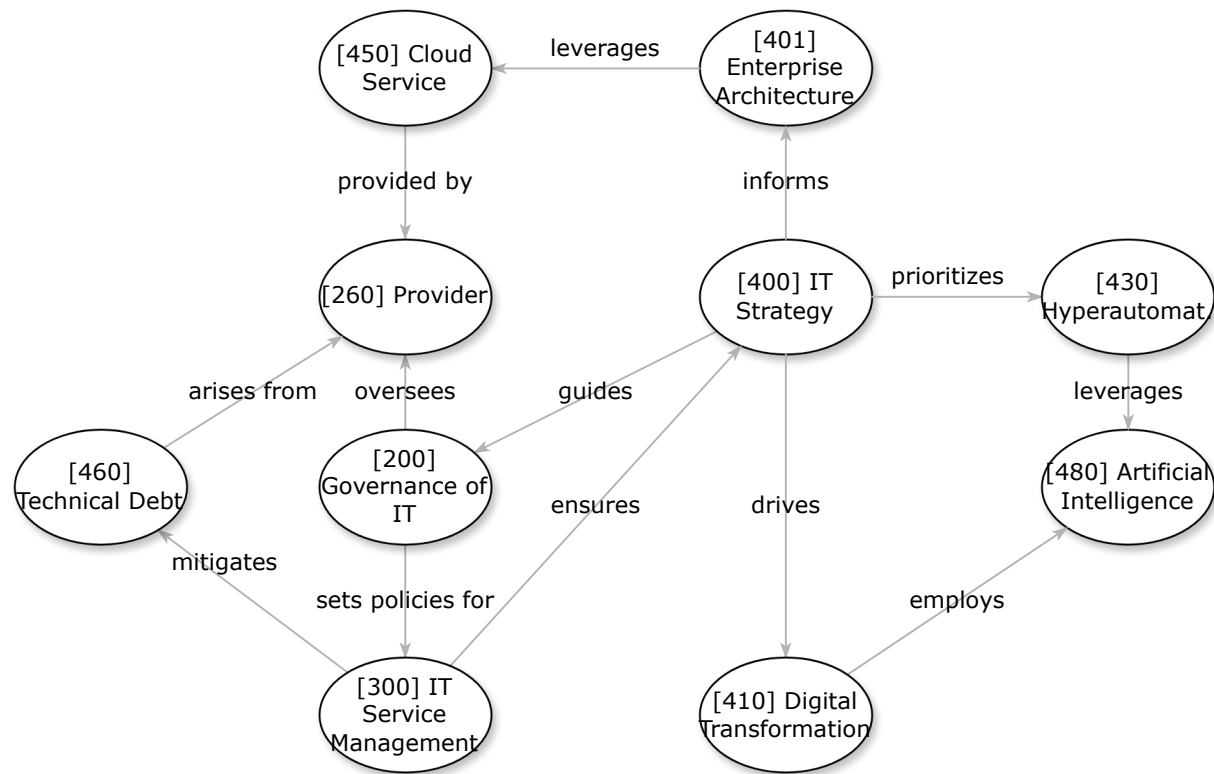 [450] Cloud
Service
leverages
[401]
Enterprise
Architecture
provided by
informs
[260] Provider
[400] IT
Strategy
prioritizes
[430]
Hyperautomat.
arises from
oversees
guides
leverages
[460]
Technical Debt
[200]
Governance of
IT
ensures
drives
[480] Artificial
Intelligence
mitigates
sets policies for
employs
[300] IT
Service
Management
[410] Digital
Transformation